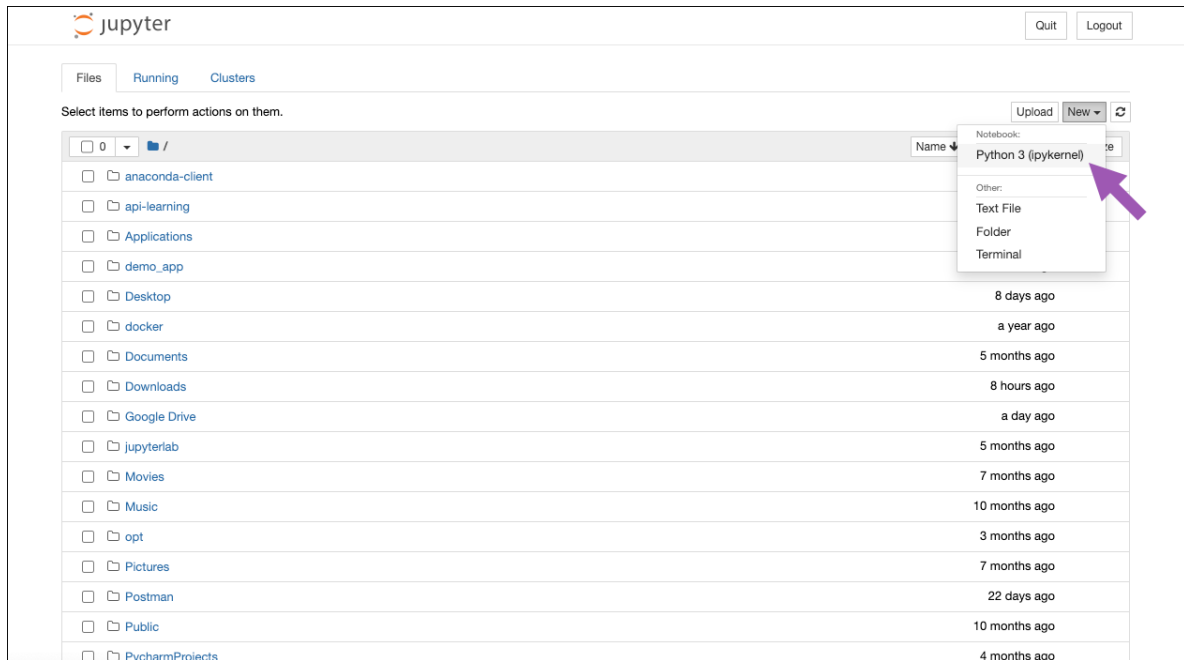 jupyter
Quit Logout
Files Running Clusters
Select items to perform actions on them.
Upload New
0 / Name
Notebook:
Python 3 (ipykernel)
Other:
Text File
Folder
Terminal
anaconda-client
api-learning
Applications
demo_app
Desktop 8 days ago
docker a year ago
Documents 5 months ago
Downloads 8 hours ago
Google Drive a day ago
jupyterlab 5 months ago
Movies 7 months ago
Music 10 months ago
opt 3 months ago
Pictures 7 months ago
Postman 22 days ago
Public 10 months ago
PycharmProjects 4 months ago